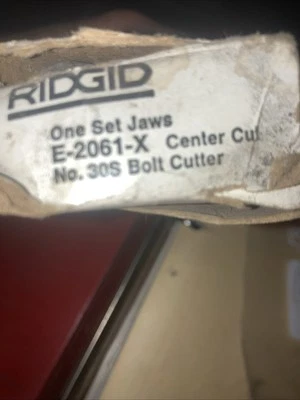 RIDGID
One Set Jaws
E-2061-X Center Cut
No. 30S Bolt Cutter